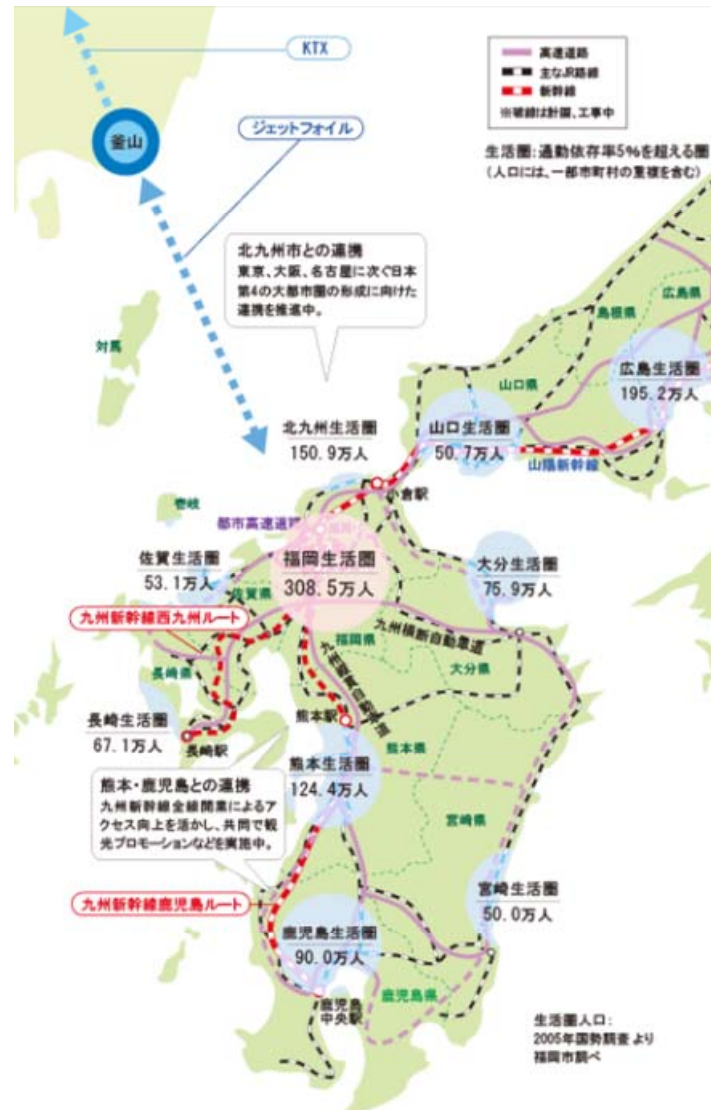 KTX
釜山
ジェットフォイル
高速道路
主なJR路線
新幹線
※破線は計画、工事中
生活圏:通勤依存率5%を超える圏
(人口には、一部市町村の重複を含む)
北九州市との連携
東京、大阪、名古屋に次ぐ日本
第4の大都市圏の形成に向けた
連携を推進中。
対馬
島根県
広島県
山口県
広島生活圏
195.2万人
北九州生活圏
150.9万人
山口生活圏
50.7万人
山陽新幹線
小倉駅
壱岐
都市高速道路
佐賀生活圏
53.1万人
福岡生活圏
308.5万人
大分生活圏
75.9万人
佐賀県
九州新幹線西九州ルート
福岡県
九州横断自動車道
大分県
長崎県
熊本駅
長崎生活圏
67.1万人
長崎駅
熊本県
熊本生活圏
124.4万人
熊本・鹿児島との連携
九州新幹線全線開業によるア
クセス向上を活かし、共同で観
光プロモーションなどを実施中。
宮崎県
九州新幹線鹿児島ルート
宮崎生活圏
50.0万人
鹿児島生活圏
90.0万人
鹿児島県
鹿児島
中央駅
生活圏人口:
2005年国勢調査より
福岡市調べ